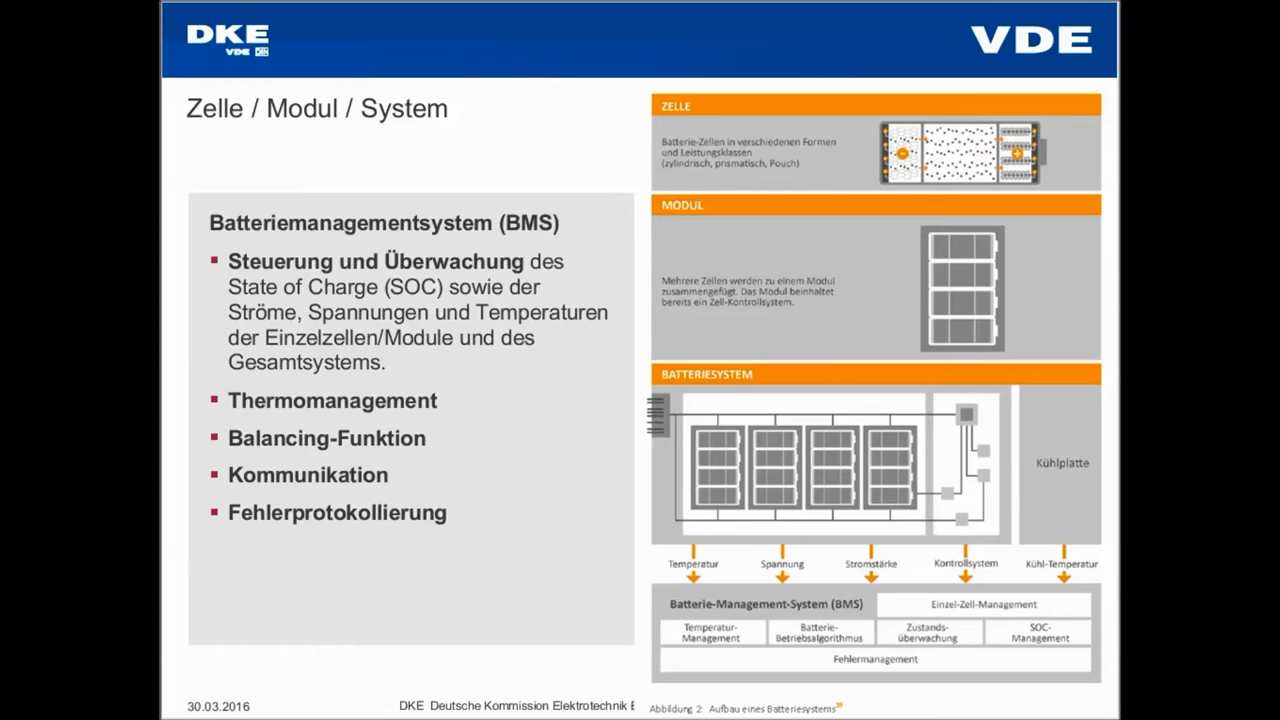 DKE
VDE DIN
VDE
Zelle / Modul / System
Batteriemanagementsystem (BMS)
Steuerung und Überwachung des
State of Charge (SOC) sowie der
Ströme, Spannungen und Temperaturen
der Einzelzellen/Module und des
Gesamtsystems.
Thermomanagement
Balancing-Funktion
Kommunikation
Fehlerprotokollierung
ZELLE
Batterie-Zellen in verschiedenen Formen
und Leistungsklassen
(zylindrisch, prismatisch, Pouch)
MODUL
Mehrere Zellen werden zu einem Modul
zusammengefügt. Das Modul beinhaltet
bereits ein Zell-Kontrollsystem.
BATTERIESYSTEM
Kühlplatte
Temperatur Spannung Stromstärke Kontrollsystem Kühl-Temperatur
Batterie-Management-System (BMS) Einzel-Zell-Management
Temperatur-
Management
Batterie-
Betriebsalgorithmus
Zustands-
überwachung
SOC-
Management
Fehlermanagement
Abbildung 2: Aufbau eines Batteriesystems
30.03.2016
DKE Deutsche Kommission Elektrotechnik E